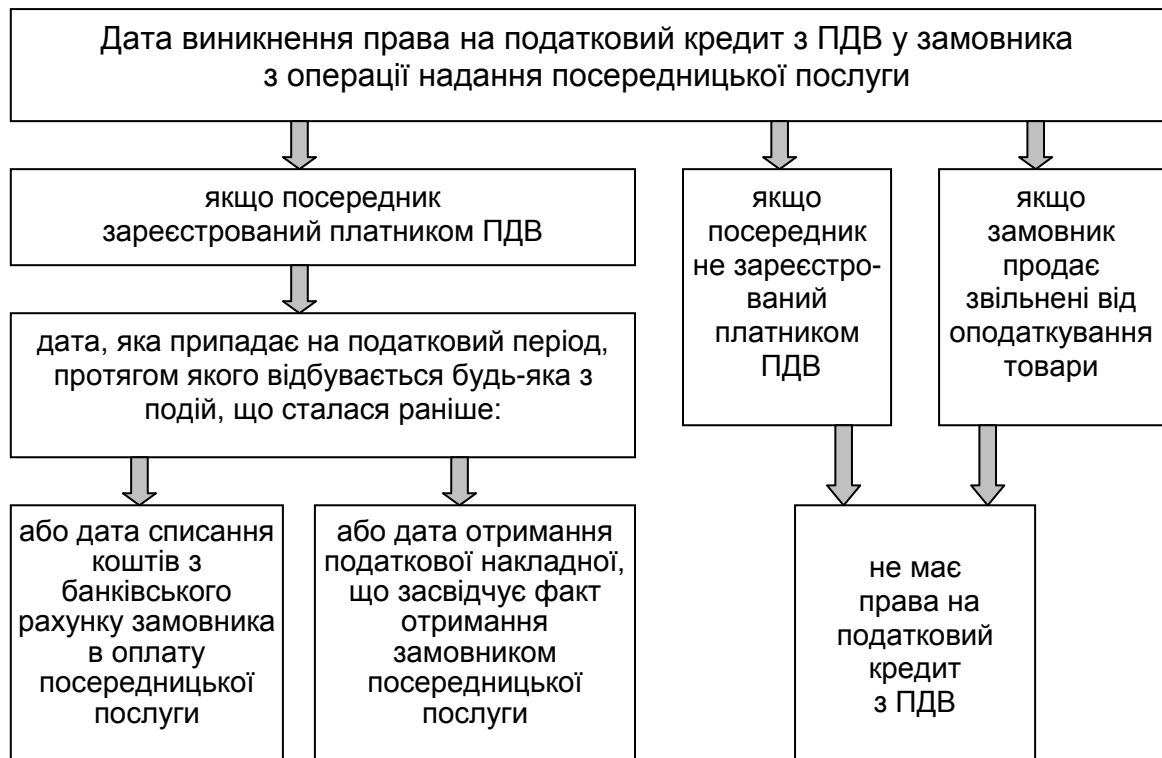 Дата виникнення права на податковий кредит з ПДВ у замовника
з операції надання посередницької послуги
якщо посередник
зареєстрований платником ПДВ
дата, яка припадає на податковий період,
протягом якого відбувається будь-яка з
подій, що сталася раніше:
або дата списання
коштів з
банківського
рахунку замовника
в оплату
посередницької
послуги
або дата отримання
податкової накладної,
що засвідчує факт
отримання
замовником
посередницької
послуги
якщо
посередник
не зареєстро-
ваний
платником
ПДВ
якщо
замовник
продає
звільнені від
оподаткування
товари
не має
права на
податковий
кредит
з ПДВ